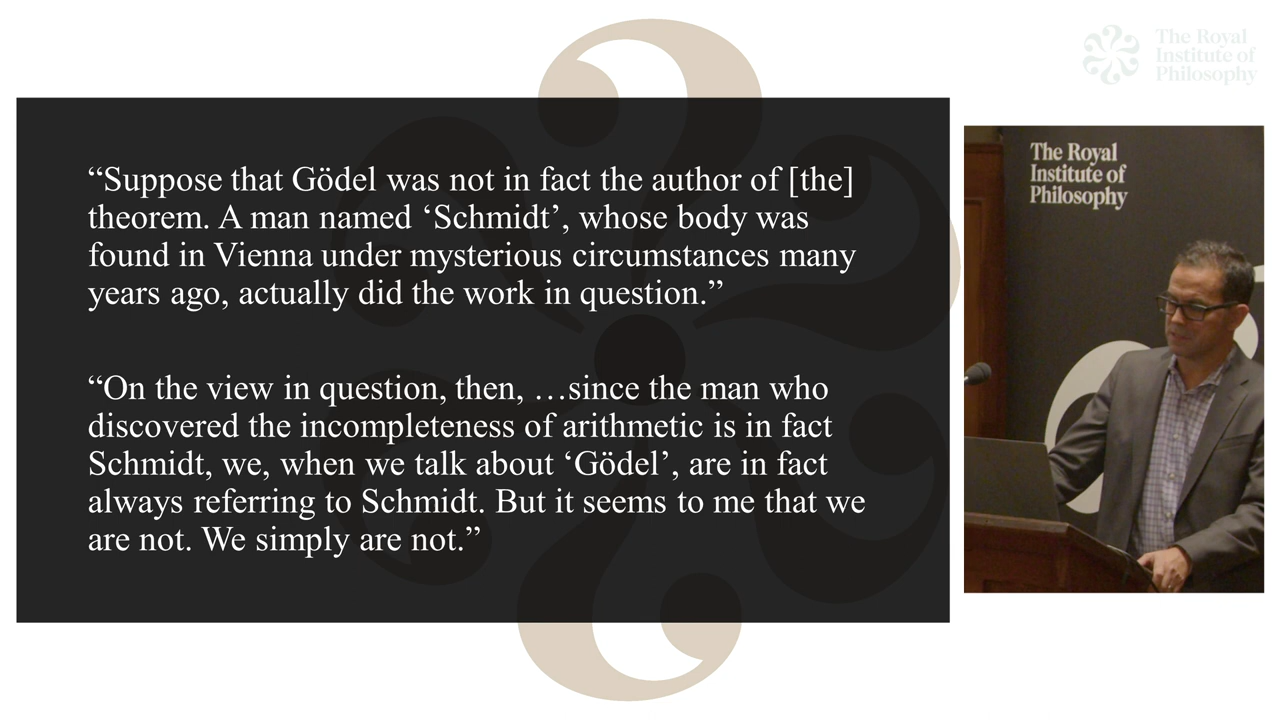 The Royal
Institute of
Philosophy
“Suppose that Gödel was not in fact the author of [the]
theorem. A man named ‘Schmidt’, whose body was
found in Vienna under mysterious circumstances many
years ago, actually did the work in question.”
“On the view in question, then, …since the man who
discovered the incompleteness of arithmetic is in fact
Schmidt, we, when we talk about ‘Gödel’, are in fact
always referring to Schmidt. But it seems to me that we
are not. We simply are not.”
The Royal
Institute of
Philosophy